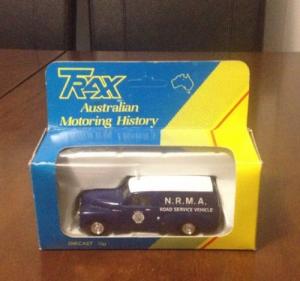 TRAX
Australian
Motoring History
N.R.M.A.
ROAD SERVICE VEHICLE
DIECAST